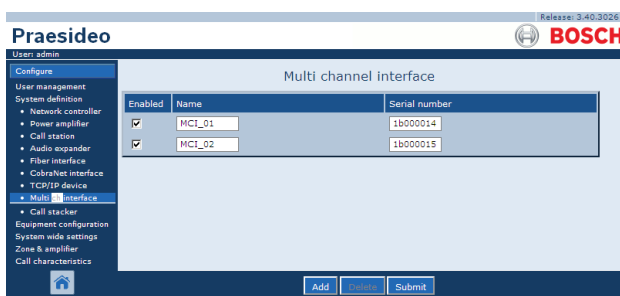 Release: 3.40.3026
Praesideo
BOSCH
User: admin
Configure
Multi channel interface
User management
System definition
• Network controller
• Power amplifier
• Call station
• Audio expander
• Fiber interface
• CobraNet interface
• TCP/IP device
• Multi ch interface
• Call stacker
Equipment configuration
System wide settings
Zone & amplifier
Call characteristics
Enabled Name Serial number
MCI_01 1b000014
MCI_02 1b000015
Add Delete Submit